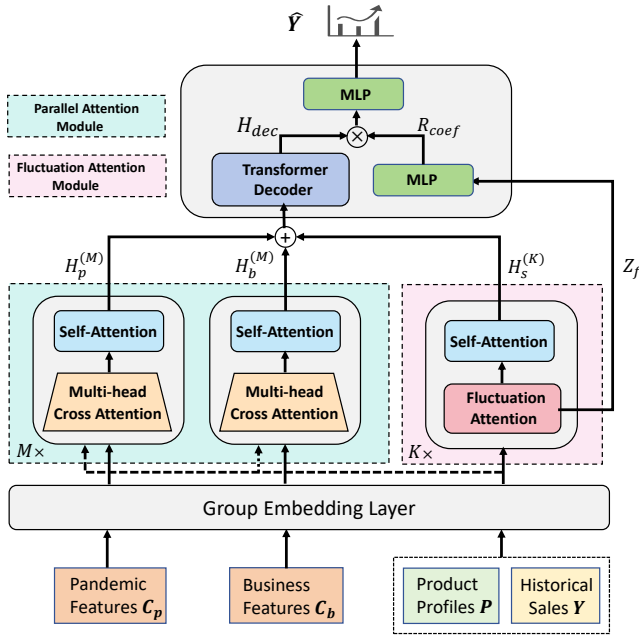 Ŷ
MLP
Parallel Attention
Module
H_dec
×
R_coef
Fluctuation Attention
Module
Transformer
Decoder
MLP
+
H_p^(M)
H_b^(M)
H_s^(K)
Z_f
Self-Attention
Self-Attention
Self-Attention
Multi-head
Cross Attention
Multi-head
Cross Attention
Fluctuation
Attention
M×
K×
Group Embedding Layer
Pandemic
Features C_p
Business
Features C_b
Product
Profiles P
Historical
Sales Y